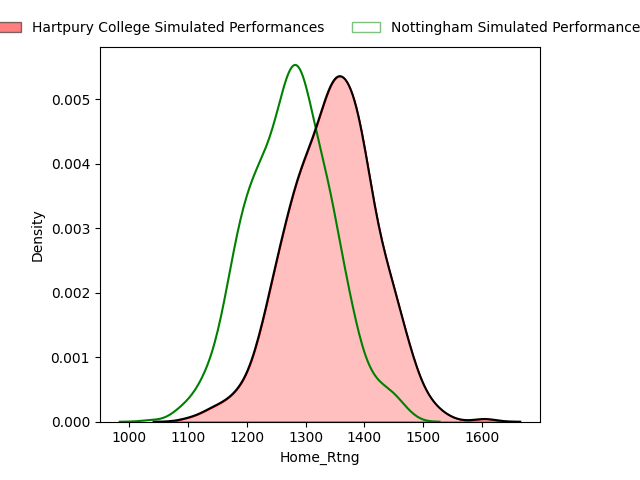 Hartpury College Simulated Performances
Nottingham Simulated Performance
0.005
0.004
0.003
0.002
0.001
0.000
Density
1000 1100 1200 1300 1400 1500 1600
Home_Rtng